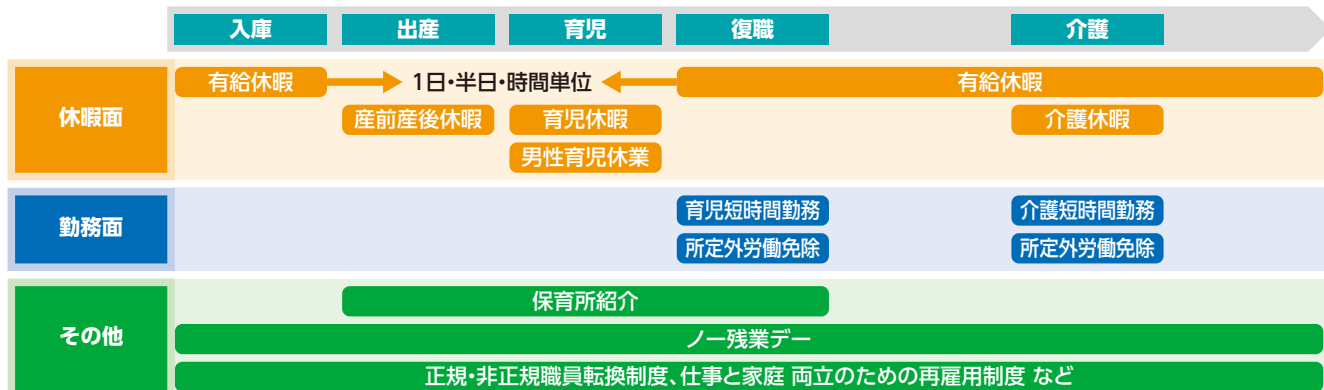 入庫 出産 育児 復職 介護
休暇面
有給休暇 1日・半日・時間単位 有給休暇
産前産後休暇 育児休暇 介護休暇
男性育児休業
勤務面
育児短時間勤務 介護短時間勤務
所定外労働免除 所定外労働免除
その他
保育所紹介
ノー残業デー
正規・非正規職員転換制度、仕事と家庭 両立のための再雇用制度 など